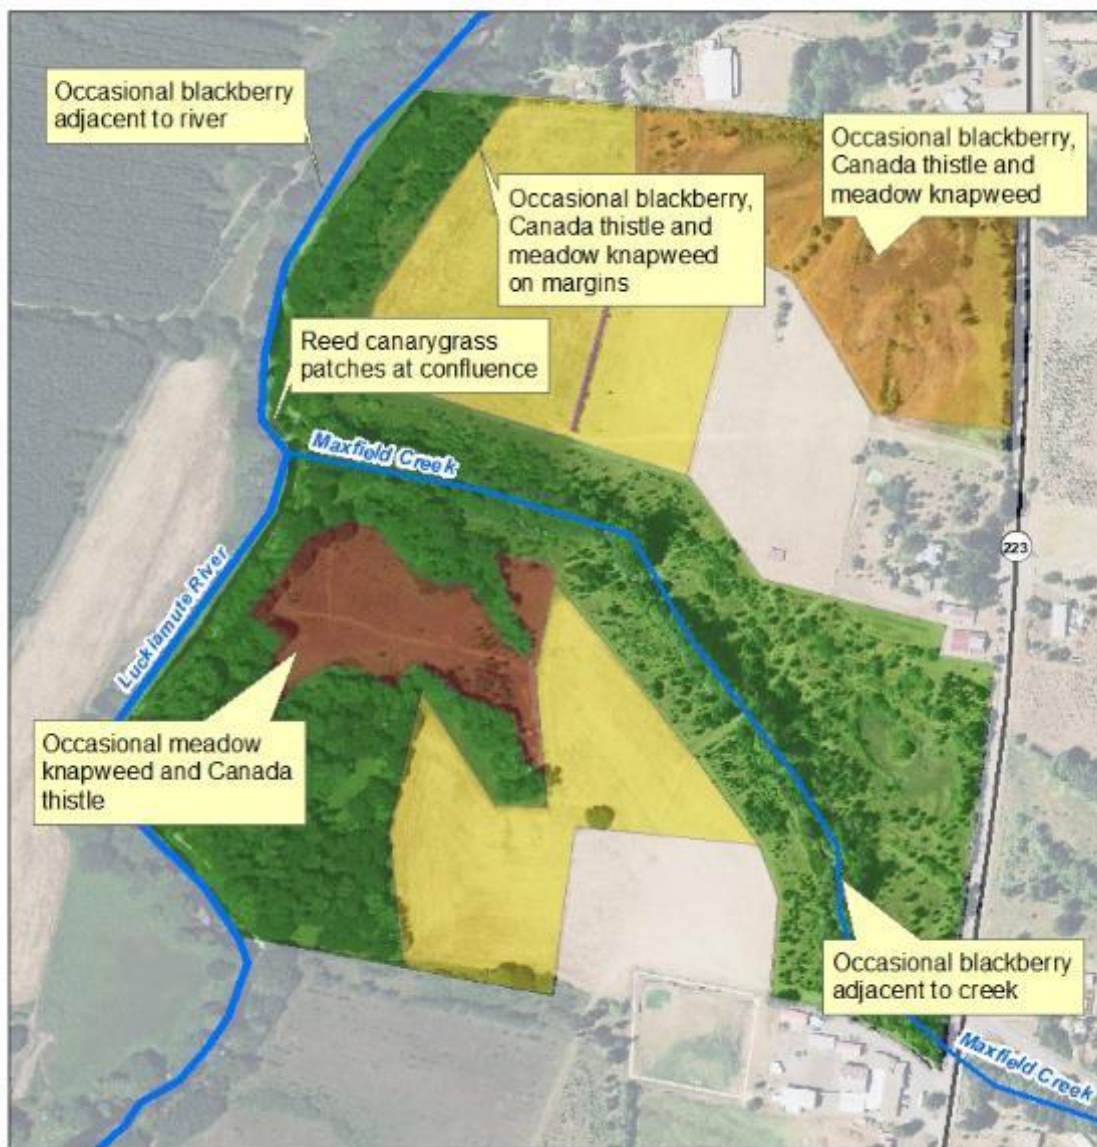 Occasional blackberry
adjacent to river
Occasional blackberry,
Canada thistle and
meadow knapweed
Occasional blackberry,
Canada thistle and
meadow knapweed
on margins
Reed canarygrass
patches at confluence
Maxfield Creek
223
Luckiamute River
Occasional meadow
knapweed and Canada
thistle
Occasional blackberry
adjacent to creek
Maxfield Creek